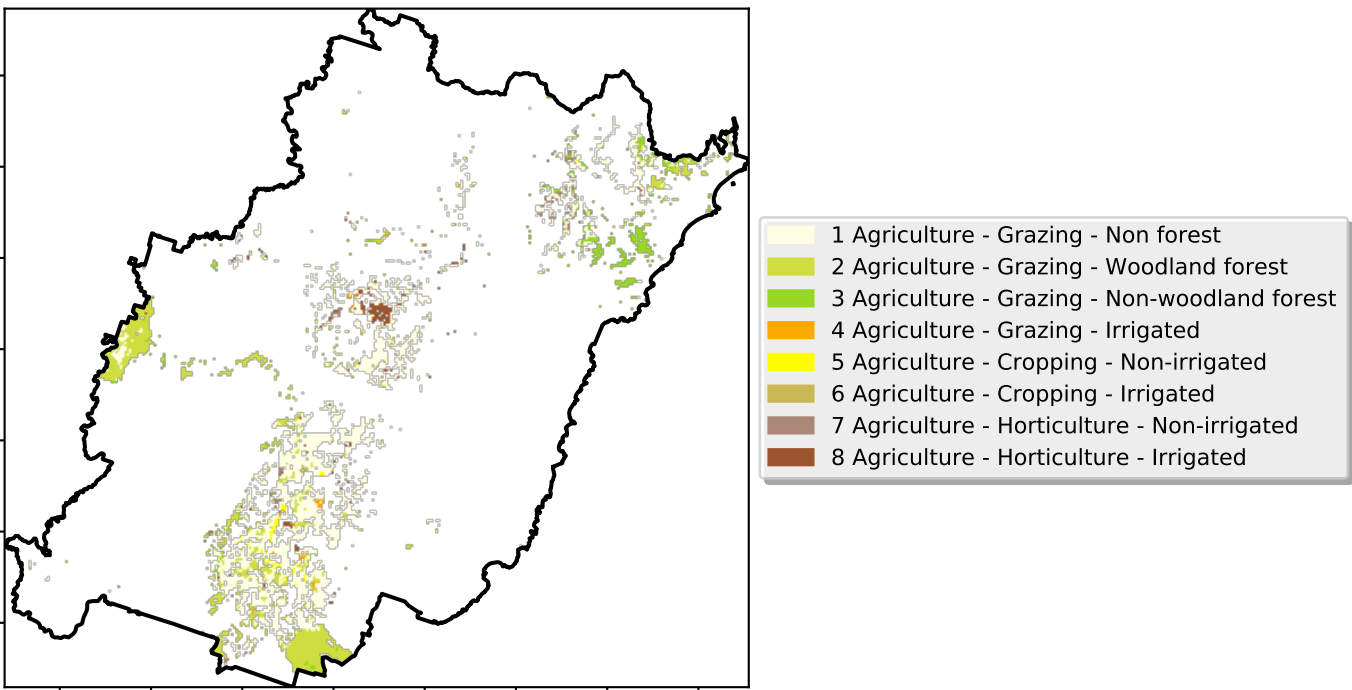 1 Agriculture - Grazing - Non forest
2 Agriculture - Grazing - Woodland forest
3 Agriculture - Grazing - Non-woodland forest
4 Agriculture - Grazing - Irrigated
5 Agriculture - Cropping - Non-irrigated
6 Agriculture - Cropping - Irrigated
7 Agriculture - Horticulture - Non-irrigated
8 Agriculture - Horticulture - Irrigated